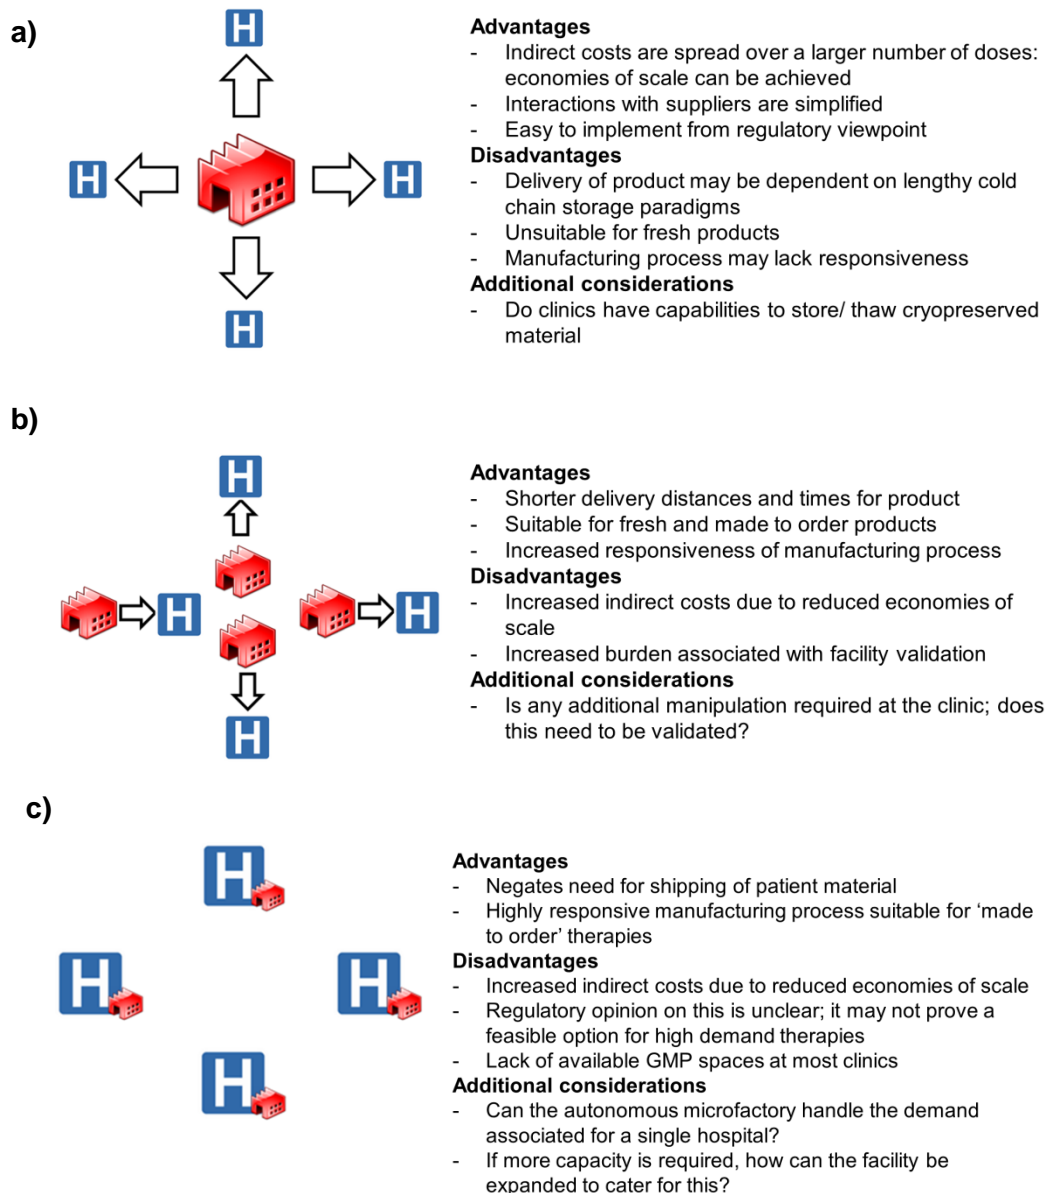 a)
H
H
H
H
Advantages
- Indirect costs are spread over a larger number of doses:
economies of scale can be achieved
- Interactions with suppliers are simplified
- Easy to implement from regulatory viewpoint
Disadvantages
- Delivery of product may be dependent on lengthy cold
chain storage paradigms
- Unsuitable for fresh products
- Manufacturing process may lack responsiveness
Additional considerations
- Do clinics have capabilities to store/ thaw cryopreserved
material
b)
H
H
H
H
Advantages
- Shorter delivery distances and times for product
- Suitable for fresh and made to order products
- Increased responsiveness of manufacturing process
Disadvantages
- Increased indirect costs due to reduced economies of
scale
- Increased burden associated with facility validation
Additional considerations
- Is any additional manipulation required at the clinic; does
this need to be validated?
c)
H
H
H
H
Advantages
- Negates need for shipping of patient material
- Highly responsive manufacturing process suitable for ‘made
to order’ therapies
Disadvantages
- Increased indirect costs due to reduced economies of scale
- Regulatory opinion on this is unclear; it may not prove a
feasible option for high demand therapies
- Lack of available GMP spaces at most clinics
Additional considerations
- Can the autonomous microfactory handle the demand
associated for a single hospital?
- If more capacity is required, how can the facility be
expanded to cater for this?